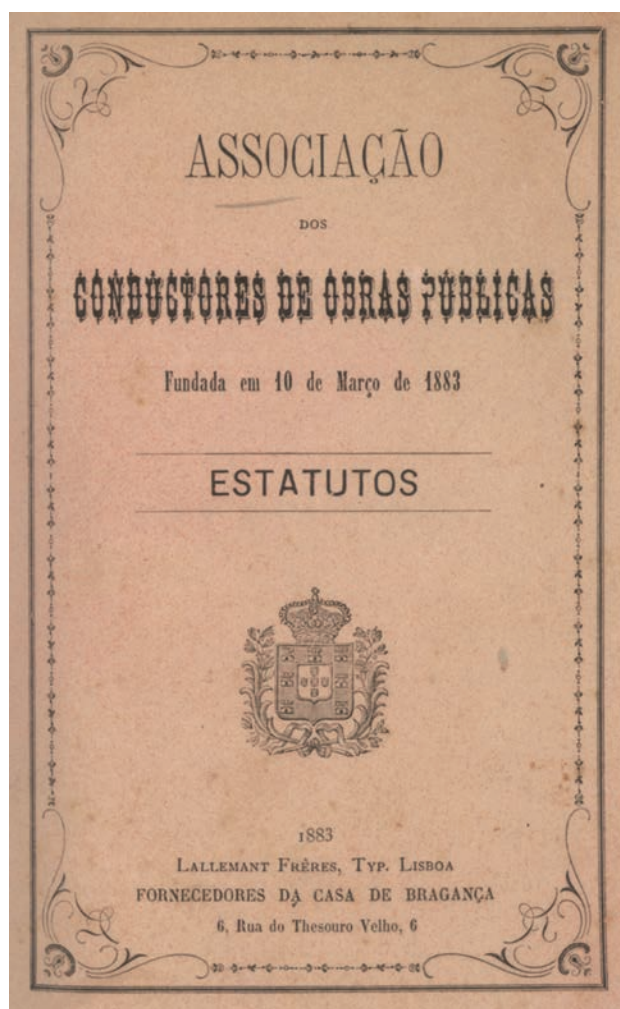 ASSOCIAÇÃO
DOS
CONDUCTORES DE OBRAS PUBLICAS
Fundada em 10 de Março de 1883
ESTATUTOS
1883
LALLEMANT FRÈRES, TYP. LISBOA
FORNECEDORES DA CASA DE BRAGANÇA
6, Rua do Thesouro Velho, 6